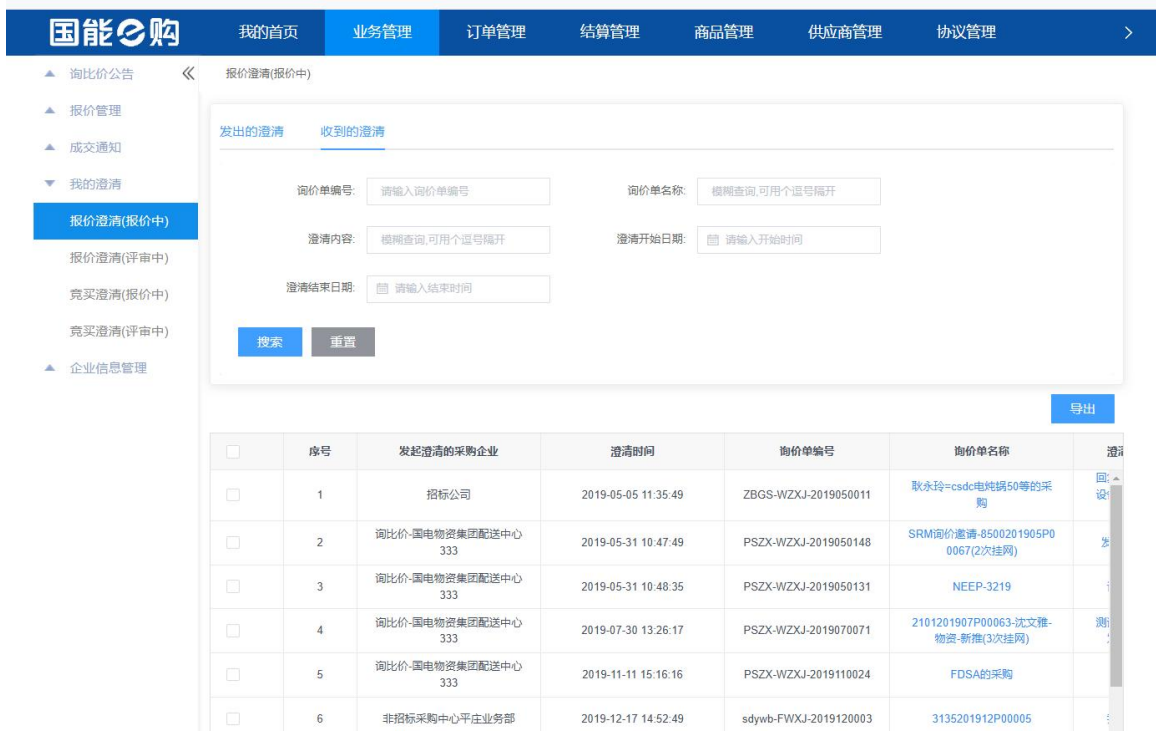 国能e购
我的首页 业务管理 订单管理 结算管理 商品管理 供应商管理 协议管理
询比价公告
报价管理
成交通知
我的澄清
报价澄清(报价中)
报价澄清(评审中)
竞买澄清(报价中)
竞买澄清(评审中)
企业信息管理
报价澄清(报价中)
发出的澄清 收到的澄清
询价单编号: 请输入询价单编号 询价单名称: 模糊查询,可用个逗号隔开
澄清内容: 模糊查询,可用个逗号隔开 澄清开始日期: 请输入开始时间
澄清结束日期: 请输入结束时间
搜索 重置
导出
序号 发起澄清的采购企业 澄清时间 询价单编号 询价单名称
1 招标公司 2019-05-05 11:35:49 ZBGS-WZXJ-2019050011 耿永玲=csdc电炖锅50等的采
购
2 询比价-国电物资集团配送中心 2019-05-31 10:47:49 PSZX-WZXJ-2019050148 SRM询价邀请-8500201905P0
333 0067(2次挂网)
3 询比价-国电物资集团配送中心 2019-05-31 10:48:35 PSZX-WZXJ-2019050131 NEEP-3219
333
4 询比价-国电物资集团配送中心 2019-07-30 13:26:17 PSZX-WZXJ-2019070071 2101201907P00063-沈文雅-
333 物资-新推(3次挂网)
5 询比价-国电物资集团配送中心 2019-11-11 15:16:16 PSZX-WZXJ-2019110024 FDSA的采购
333
6 非招标采购中心平庄业务部 2019-12-17 14:52:49 sdywb-FWXJ-2019120003 3135201912P00005